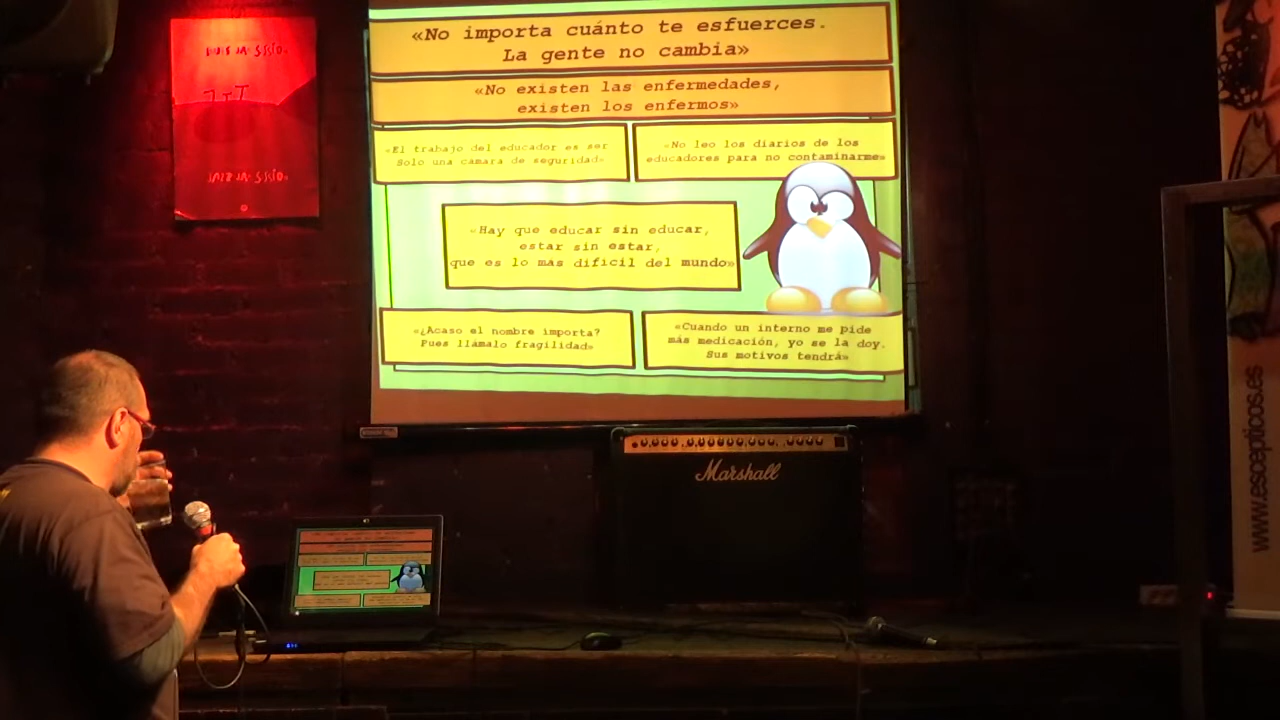 «No importa cuánto te esfuerces.
La gente no cambia»
«No existen las enfermedades,
existen los enfermos»
«El trabajo del educador es ser
Solo una cámara de seguridad»
«No leo los diarios de los
educadores para no contaminarme»
«Hay que educar sin educar,
estar sin estar,
que es lo mas dificil del mundo»
«¿Acaso el nombre importa?
Pues llámalo fragilidad»
«Cuando un interno me pide
más medicación, yo se la doy.
Sus motivos tendrá»
Marshall
www.escepticos.es